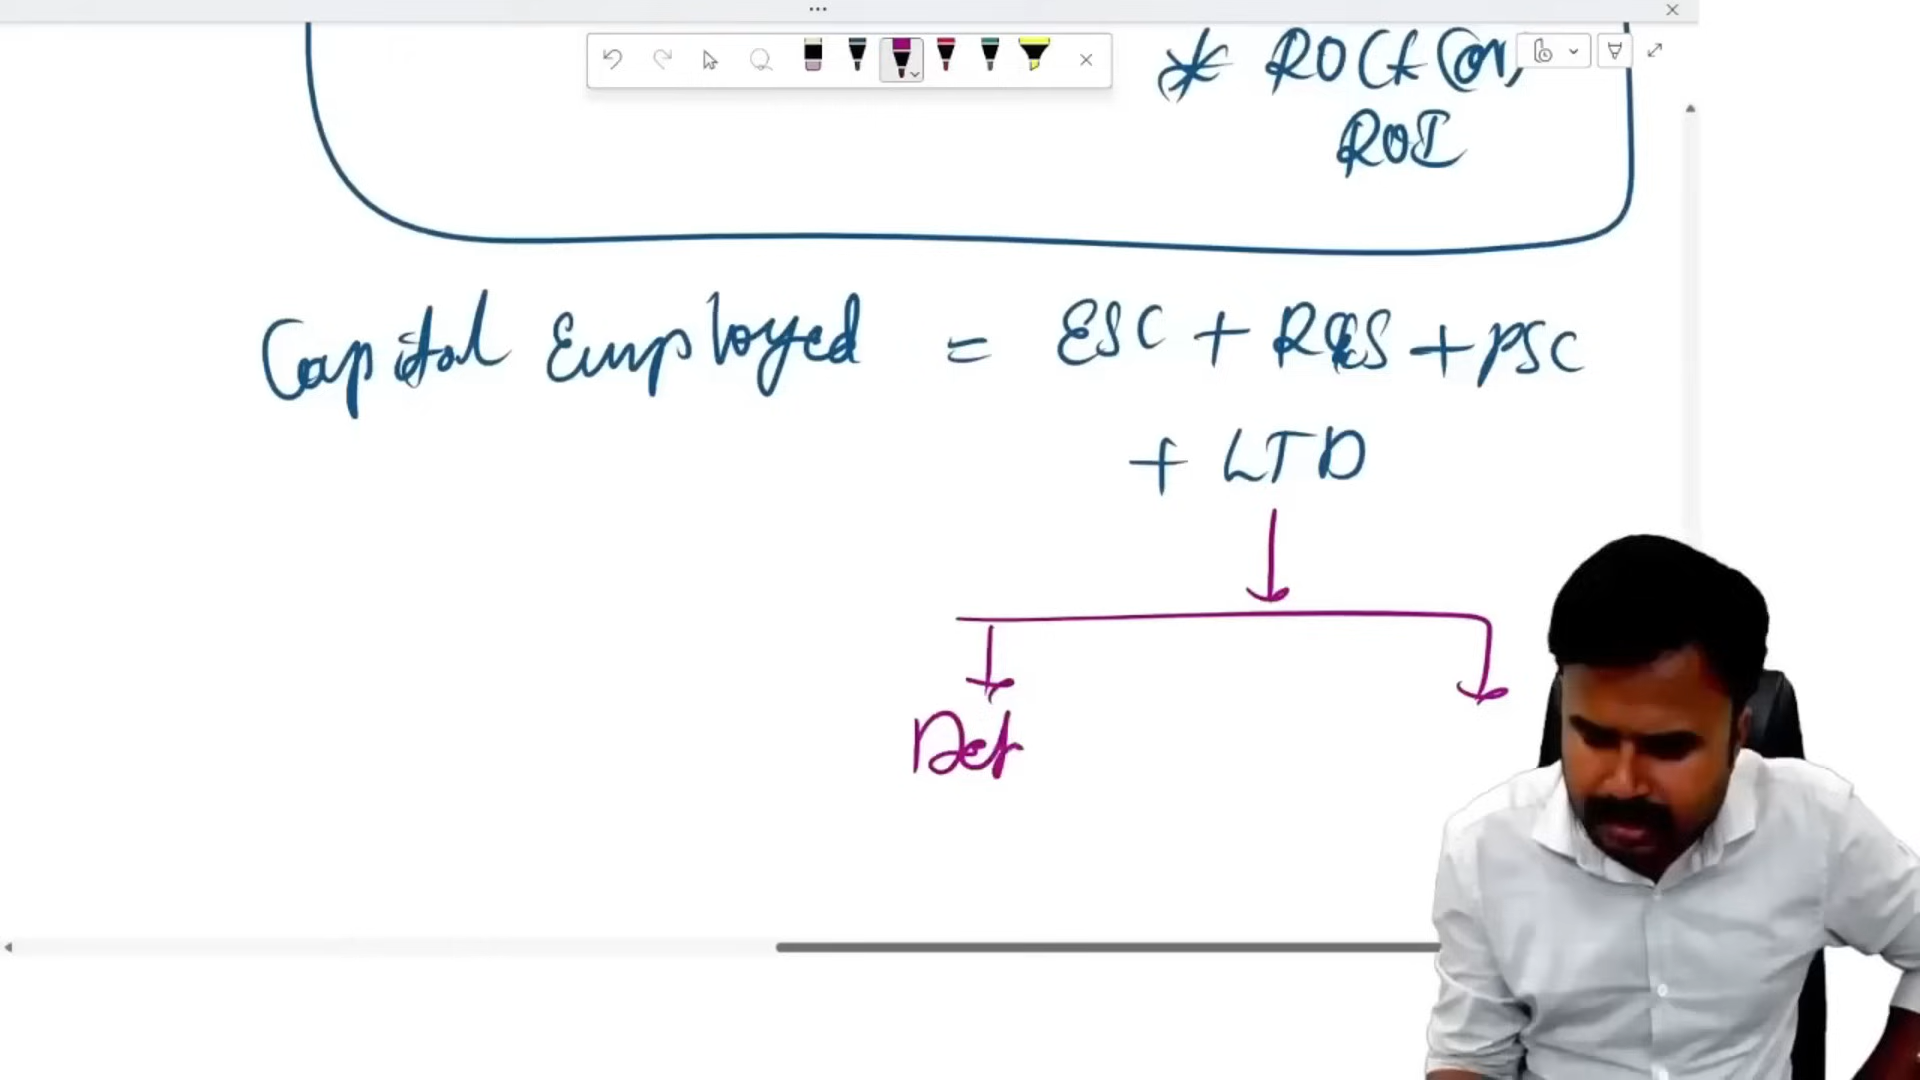 * ROCE (or)
ROI
Capital Employed = ESC + R&S + PSC
+ LTD
Deb